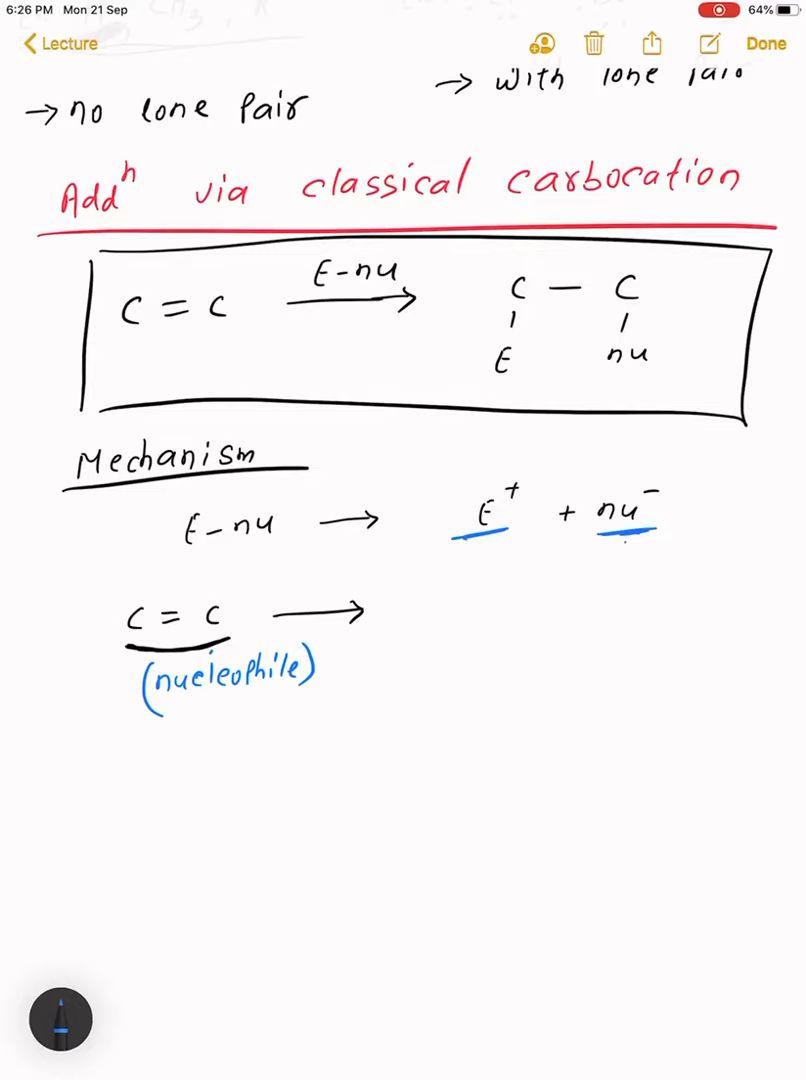 6:26 PM Mon 21 Sep 64%
Lecture Done
→ with lone pair
→ no lone pair
Addn via classical carbocation
C = C E-nu → C — C
E nu
Mechanism
E-nu → E+ + nu-
C = C →
(nucleophile)